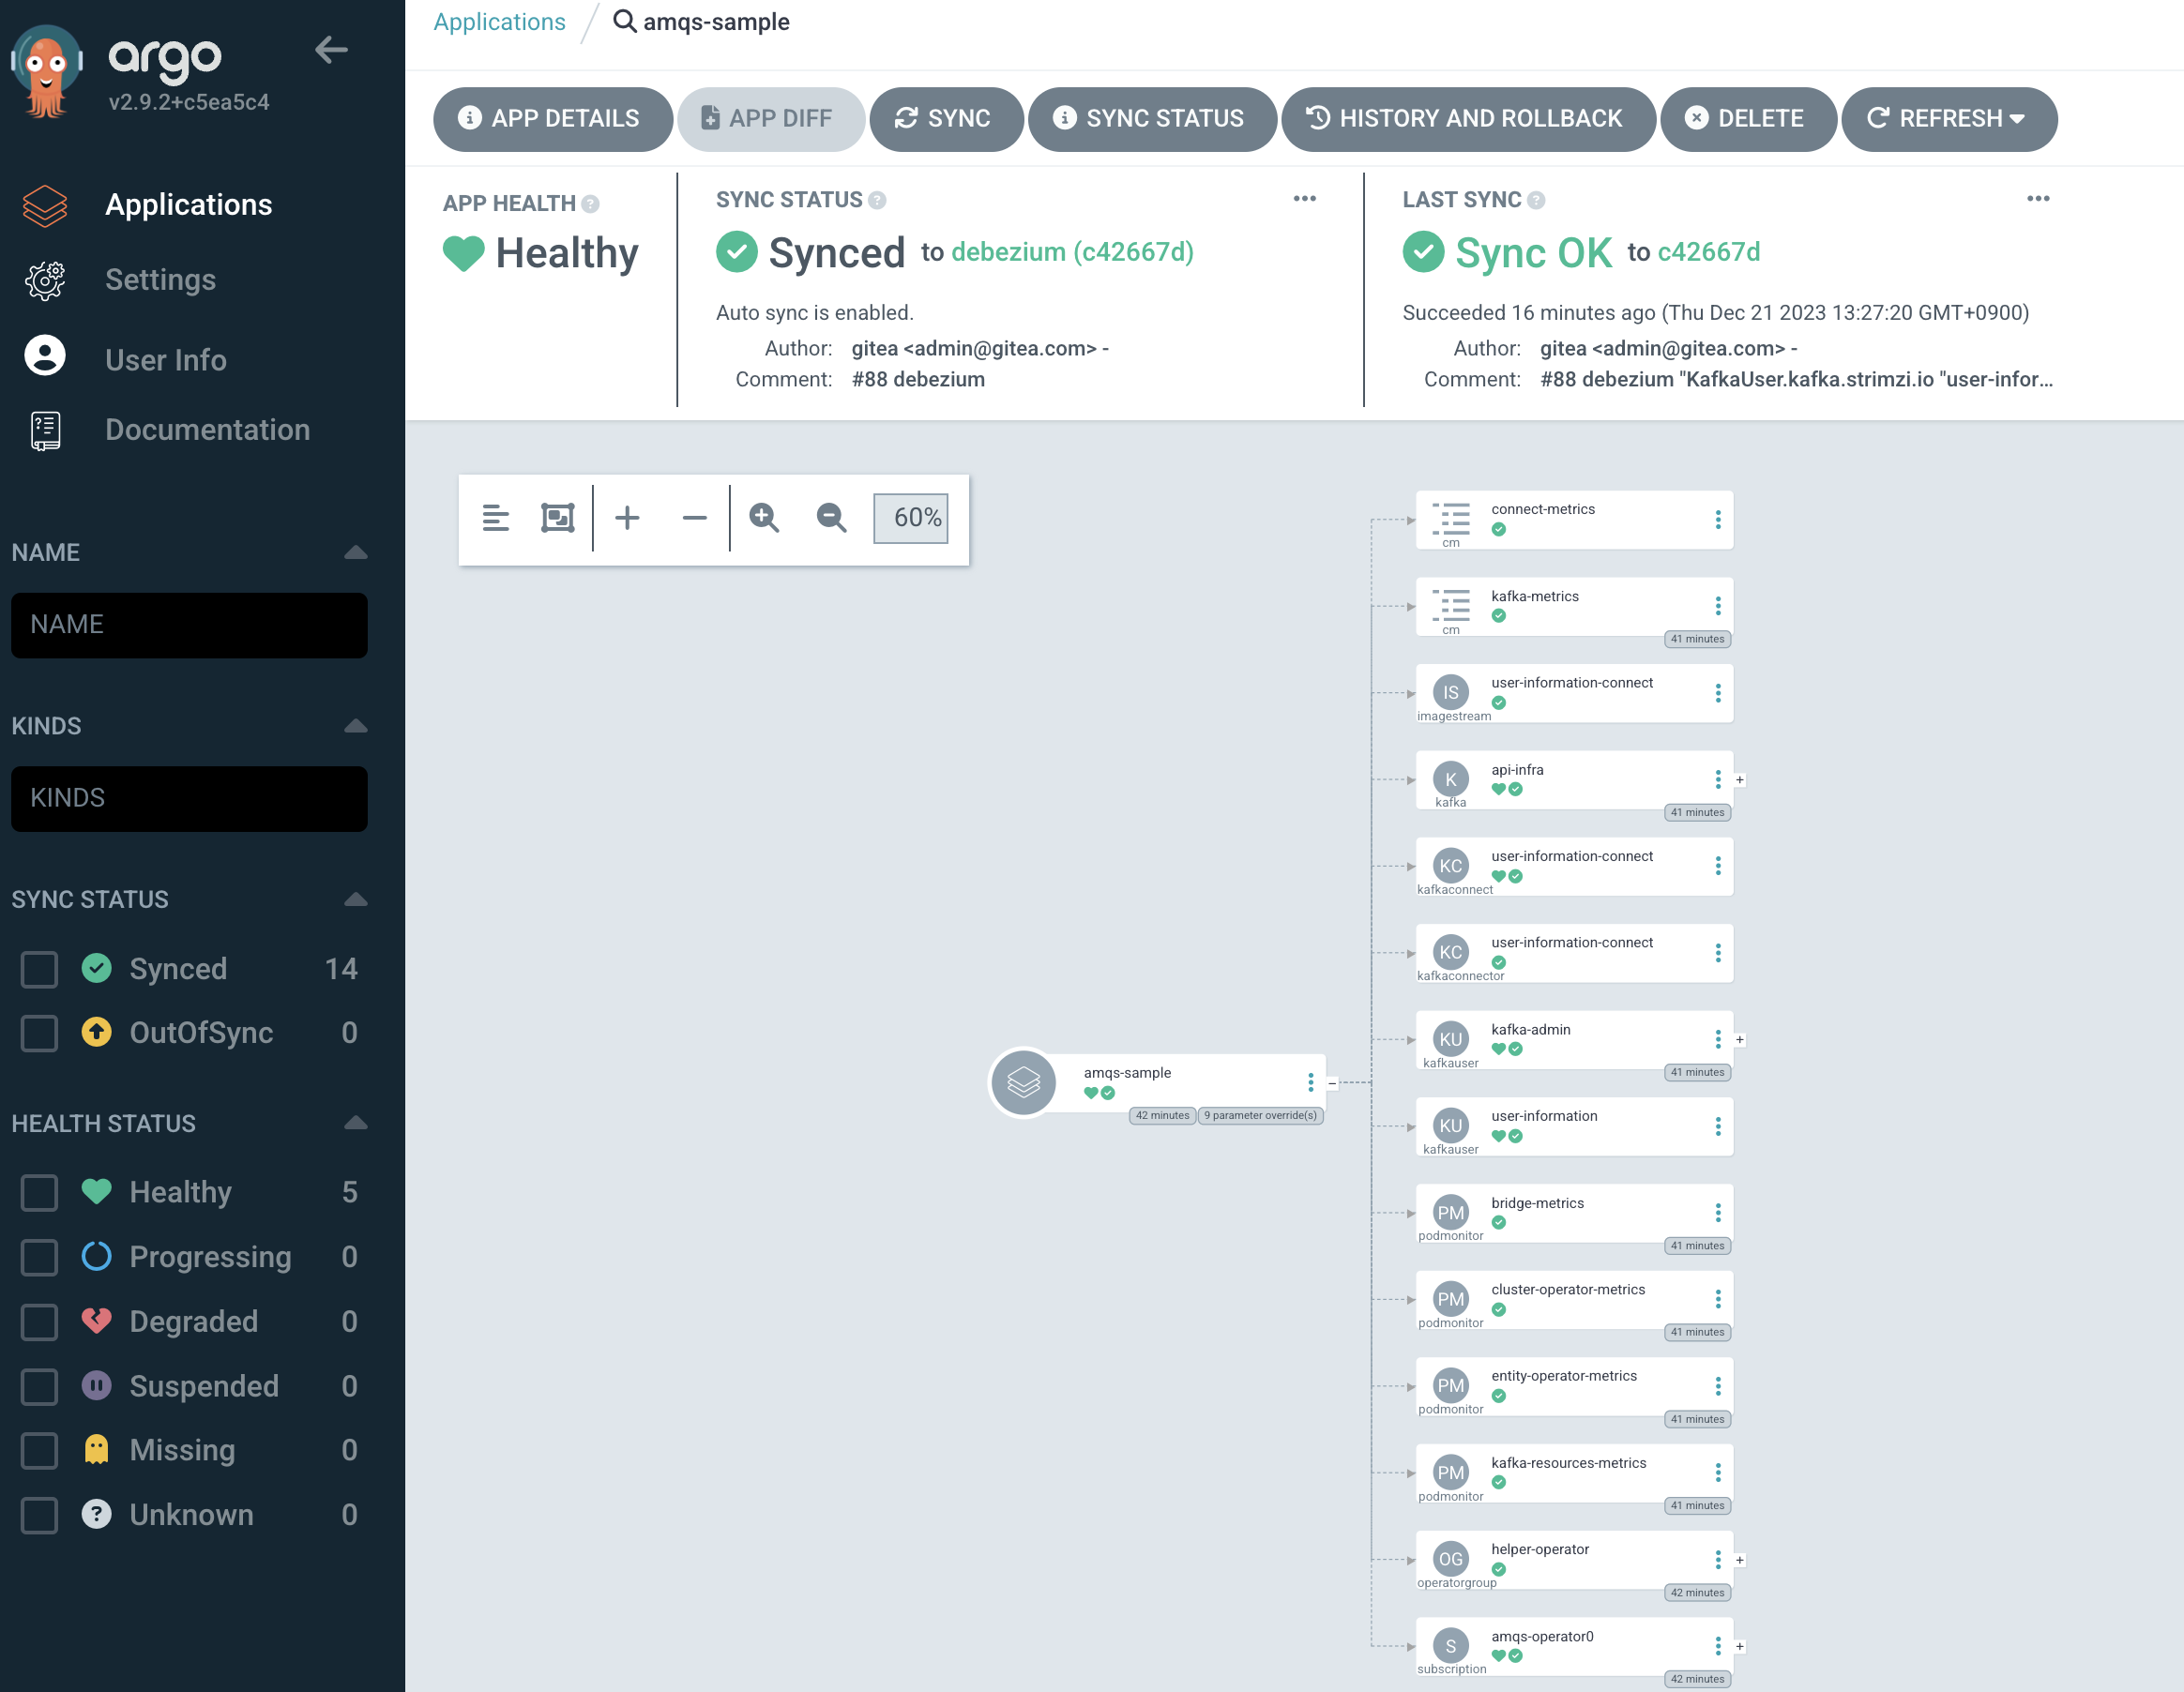 argo
v2.9.2+c5ea5c4
Applications
Settings
User Info
Documentation
NAME
NAME
KINDS
KINDS
SYNC STATUS
Synced 14
OutOfSync 0
HEALTH STATUS
Healthy 5
Progressing 0
Degraded 0
Suspended 0
Missing 0
Unknown 0
Applications / amqs-sample
APP DETAILS
APP DIFF
SYNC
SYNC STATUS
HISTORY AND ROLLBACK
DELETE
REFRESH
APP HEALTH ?
Healthy
SYNC STATUS ?
Synced to debezium (c42667d)
Auto sync is enabled.
Author: gitea <admin@gitea.com> -
Comment: #88 debezium
LAST SYNC ?
Sync OK to c42667d
Succeeded 16 minutes ago (Thu Dec 21 2023 13:27:20 GMT+0900)
Author: gitea <admin@gitea.com> -
Comment: #88 debezium "KafkaUser.kafka.strimzi.io "user-infor...
60%
amqs-sample
42 minutes
9 parameter override(s)
connect-metrics
cm
kafka-metrics
cm
41 minutes
user-information-connect
IS
imagestream
api-infra
K
kafka
41 minutes
user-information-connect
KC
kafkaconnect
user-information-connect
KC
kafkaconnector
kafka-admin
KU
kafkauser
41 minutes
user-information
KU
kafkauser
bridge-metrics
PM
podmonitor
41 minutes
cluster-operator-metrics
PM
podmonitor
41 minutes
entity-operator-metrics
PM
podmonitor
41 minutes
kafka-resources-metrics
PM
podmonitor
41 minutes
helper-operator
OG
operatorgroup
42 minutes
amqs-operator0
S
subscription
42 minutes